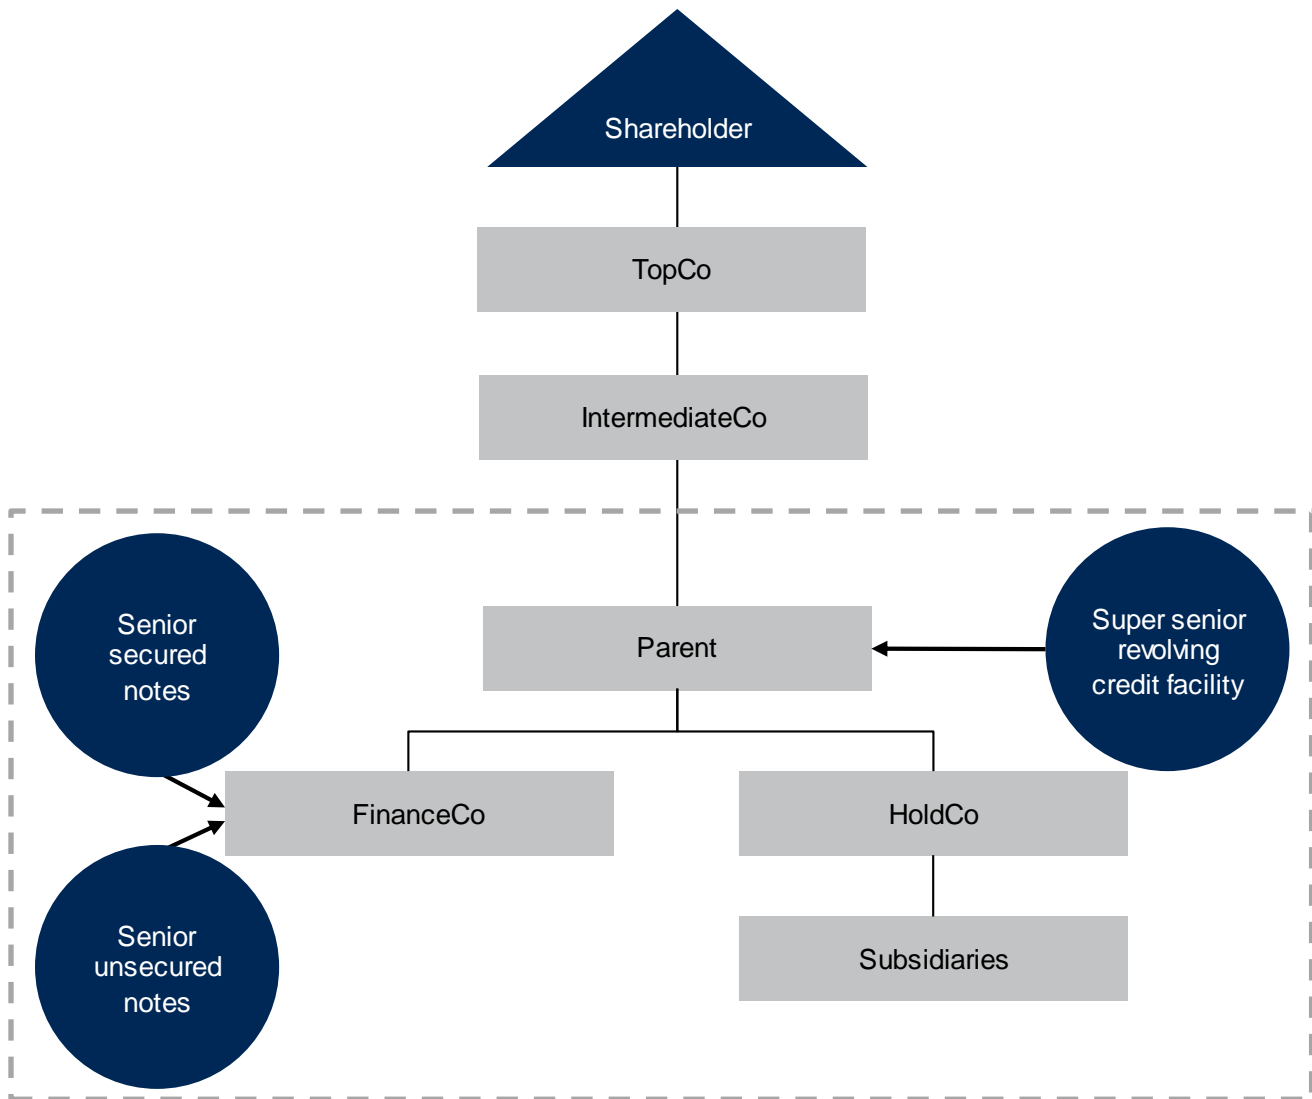 Shareholder
TopCo
IntermediateCo
Senior
secured
notes
Parent
Super senior
revolving
credit facility
FinanceCo
HoldCo
Senior
unsecured
notes
Subsidiaries